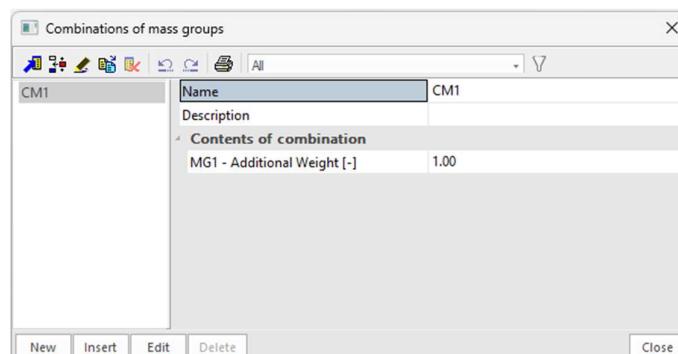 Combinations of mass groups
All
CM1
Name CM1
Description
Contents of combination
MG1 - Additional Weight [-] 1.00
New Insert Edit Delete Close